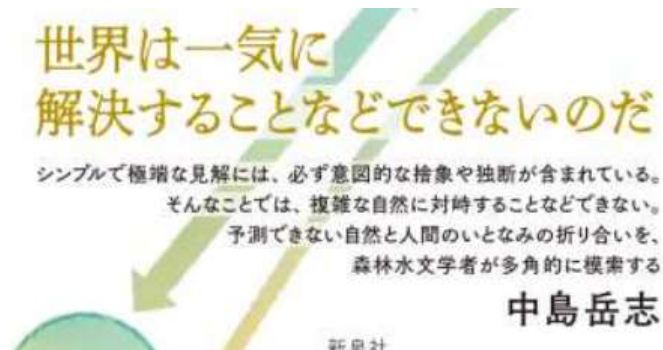 世界は一気に
解決することなどできないのだ
シンプルで極端な見解には、必ず意図的な捨象や独断が含まれている。
そんなことでは、複雑な自然に対峙することなどできない。
予測できない自然と人間のいとなみの折り合いを、
森林水文学者が多角的に模索する
中島岳志
新泉社